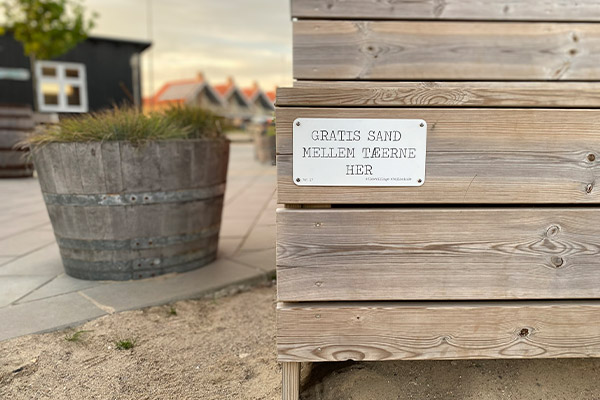 GRATIS SAND
MELLEM TÆERNE
HER